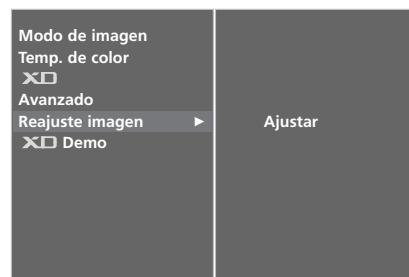 Modo de imagen
Temp. de color
XD
Avanzado
Reajuste imagen ► Ajustar
XD Demo